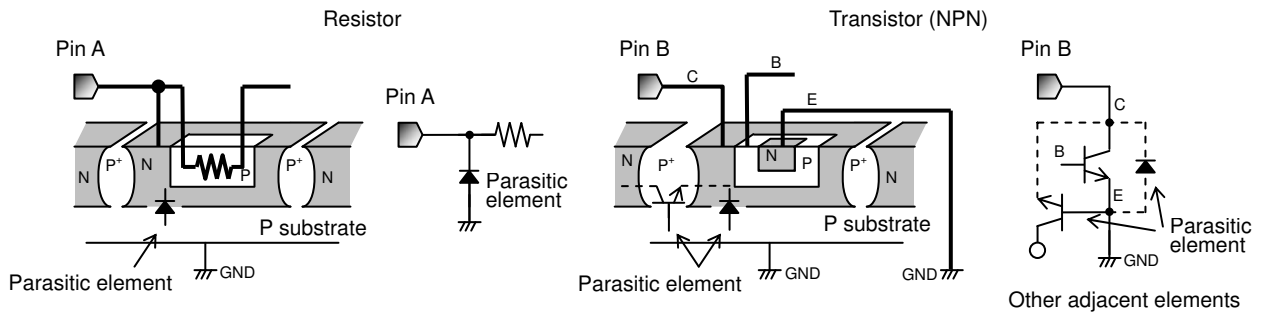 Resistor
Pin A
P+
N
N
P
P+
N
P substrate
GND
Parasitic element
Pin A
Parasitic
element
Transistor (NPN)
Pin B
C
B
E
N
P+
N
N
P
P+
N
P substrate
GND
GND
Parasitic element
Pin B
C
B
E
GND
Parasitic
element
Other adjacent elements